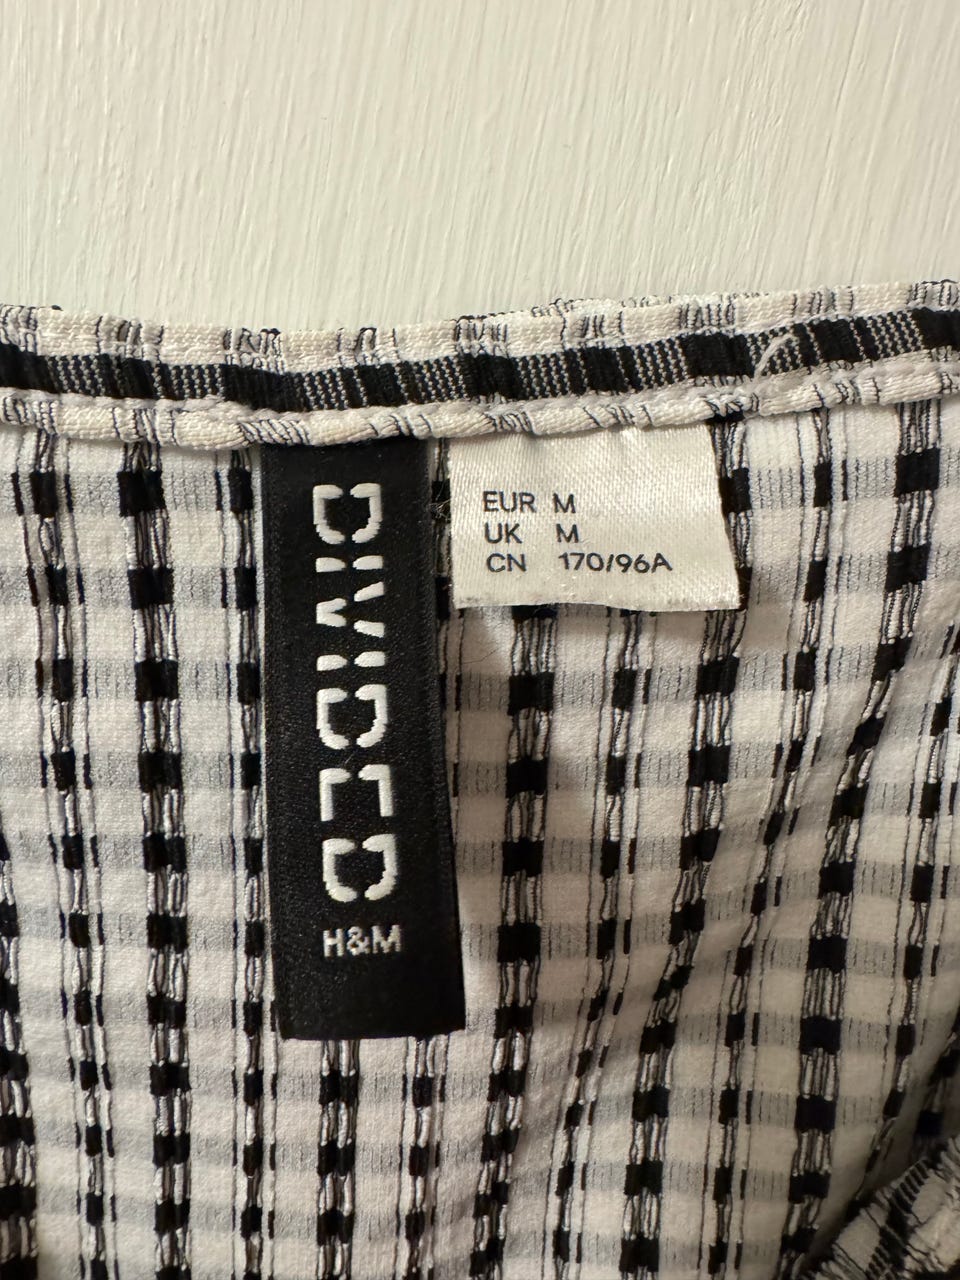 DIVIDED
H&M
EUR M
UK M
CN 170/96A